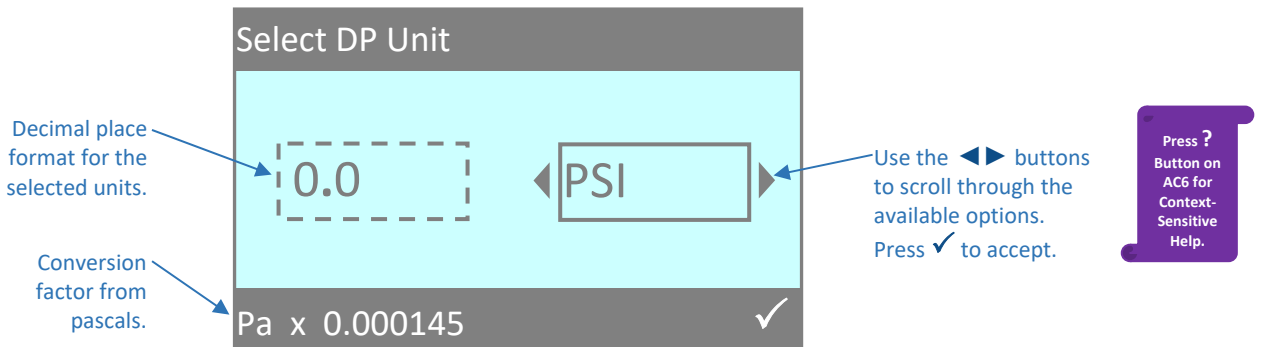 Select DP Unit
Decimal place
format for the
selected units.
0.0
PSI
Use the ◀ ▶ buttons
to scroll through the
available options.
Press ✓ to accept.
Press ?
Button on
AC6 for
Context-
Sensitive
Help.
Conversion
factor from
pascals.
Pa x 0.000145